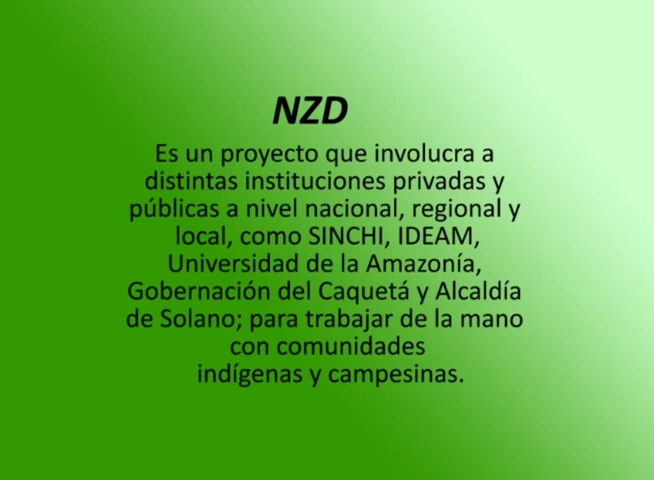 NZD
Es un proyecto que involucra a
distintas instituciones privadas y
públicas a nivel nacional, regional y
local, como SINCHI, IDEAM,
Universidad de la Amazonía,
Gobernación del Caquetá y Alcaldía
de Solano; para trabajar de la mano
con comunidades
indígenas y campesinas.